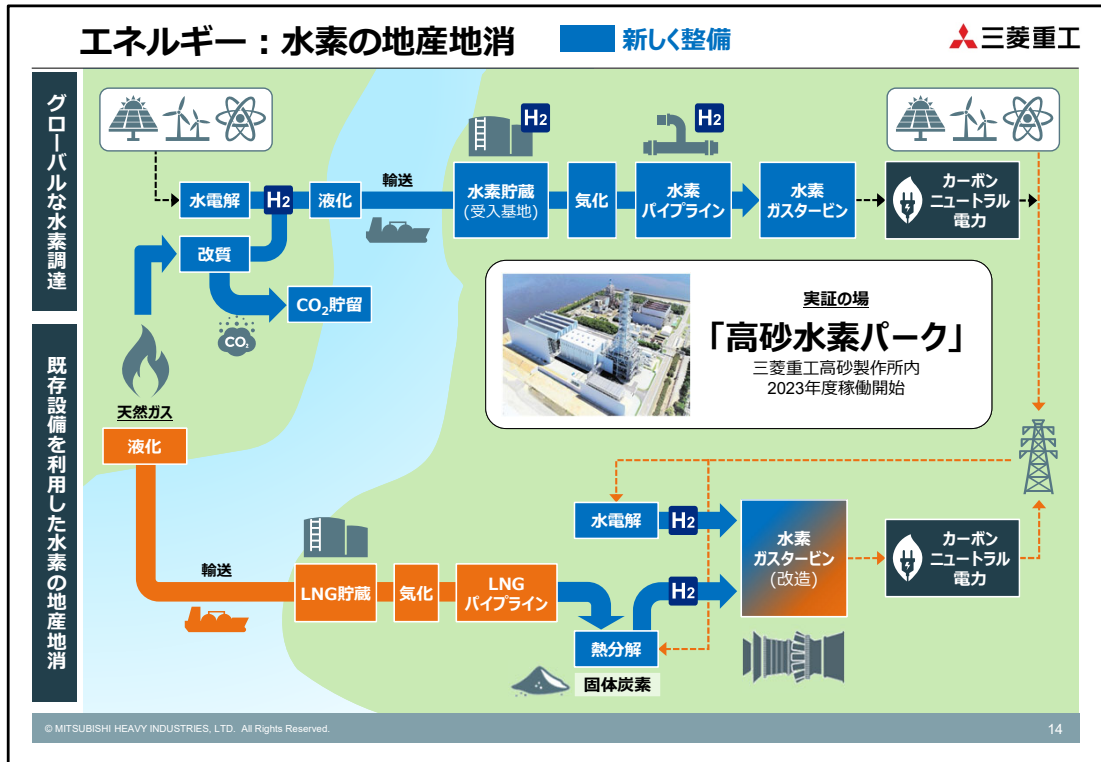 エネルギー：水素の地産地消
新しく整備
三菱重工
グローバルな水素調達
水電解
H2
液化
輸送
H2
水素貯蔵
(受入基地)
気化
H2
水素
パイプライン
水素
ガスタービン
カーボン
ニュートラル
電力
改質
CO₂貯留
CO₂
実証の場
「高砂水素パーク」
三菱重工高砂製作所内
2023年度稼働開始
既存設備を利用した水素の地産地消
天然ガス
液化
輸送
LNG貯蔵
気化
LNG
パイプライン
水電解
H2
熱分解
H2
固体炭素
水素
ガスタービン
(改造)
カーボン
ニュートラル
電力
© MITSUBISHI HEAVY INDUSTRIES, LTD. All Rights Reserved.
14